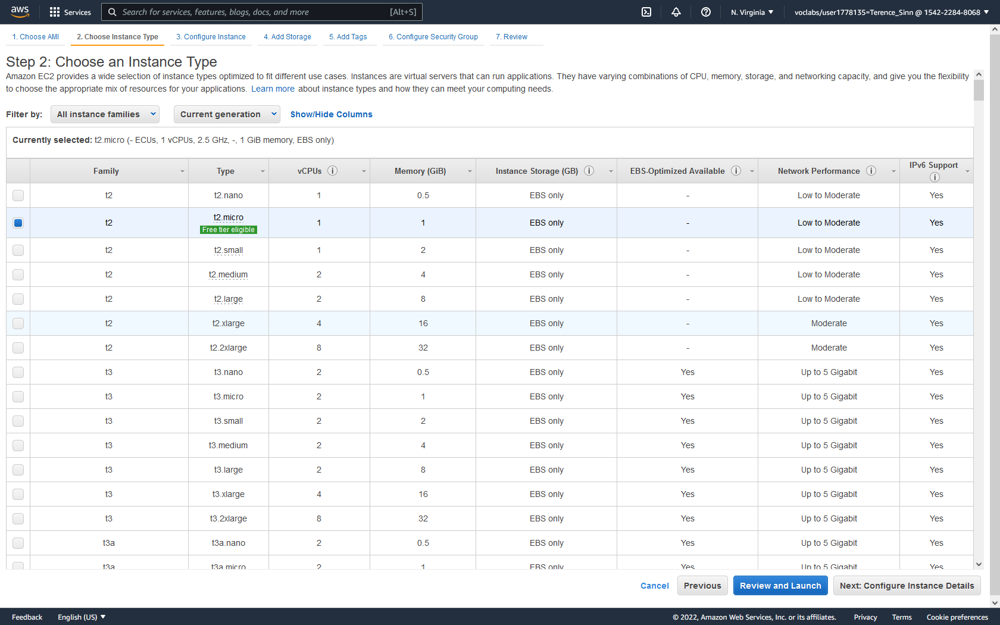 aws Services Search for services, features, blogs, docs, and more [Alt+S] N. Virginia ▼ voclabs/user1778135=Terence_Sinn @ 1542-2284-8068 ▼
1. Choose AMI 2. Choose Instance Type 3. Configure Instance 4. Add Storage 5. Add Tags 6. Configure Security Group 7. Review
Step 2: Choose an Instance Type
Amazon EC2 provides a wide selection of instance types optimized to fit different use cases. Instances are virtual servers that can run applications. They have varying combinations of CPU, memory, storage, and networking capacity, and give you the flexibility
to choose the appropriate mix of resources for your applications. Learn more about instance types and how they can meet your computing needs.
Filter by: All instance families Current generation Show/Hide Columns
Currently selected: t2.micro (- ECUs, 1 vCPUs, 2.5 GHz, -, 1 GiB memory, EBS only)
Family Type vCPUs Memory (GiB) Instance Storage (GB) EBS-Optimized Available Network Performance IPv6 Support
t2 t2.nano 1 0.5 EBS only - Low to Moderate Yes
t2 t2.micro Free tier eligible 1 1 EBS only - Low to Moderate Yes
t2 t2.small 1 2 EBS only - Low to Moderate Yes
t2 t2.medium 2 4 EBS only - Low to Moderate Yes
t2 t2.large 2 8 EBS only - Low to Moderate Yes
t2 t2.xlarge 4 16 EBS only - Moderate Yes
t2 t2.2xlarge 8 32 EBS only - Moderate Yes
t3 t3.nano 2 0.5 EBS only Yes Up to 5 Gigabit Yes
t3 t3.micro 2 1 EBS only Yes Up to 5 Gigabit Yes
t3 t3.small 2 2 EBS only Yes Up to 5 Gigabit Yes
t3 t3.medium 2 4 EBS only Yes Up to 5 Gigabit Yes
t3 t3.large 2 8 EBS only Yes Up to 5 Gigabit Yes
t3 t3.xlarge 4 16 EBS only Yes Up to 5 Gigabit Yes
t3 t3.2xlarge 8 32 EBS only Yes Up to 5 Gigabit Yes
t3a t3a.nano 2 0.5 EBS only Yes Up to 5 Gigabit Yes
t3a t3a.micro 2 1 EBS only Yes Up to 5 Gigabit Yes
Cancel Previous Review and Launch Next: Configure Instance Details
Feedback English (US) ▼ © 2022, Amazon Web Services, Inc. or its affiliates. Privacy Terms Cookie preferences